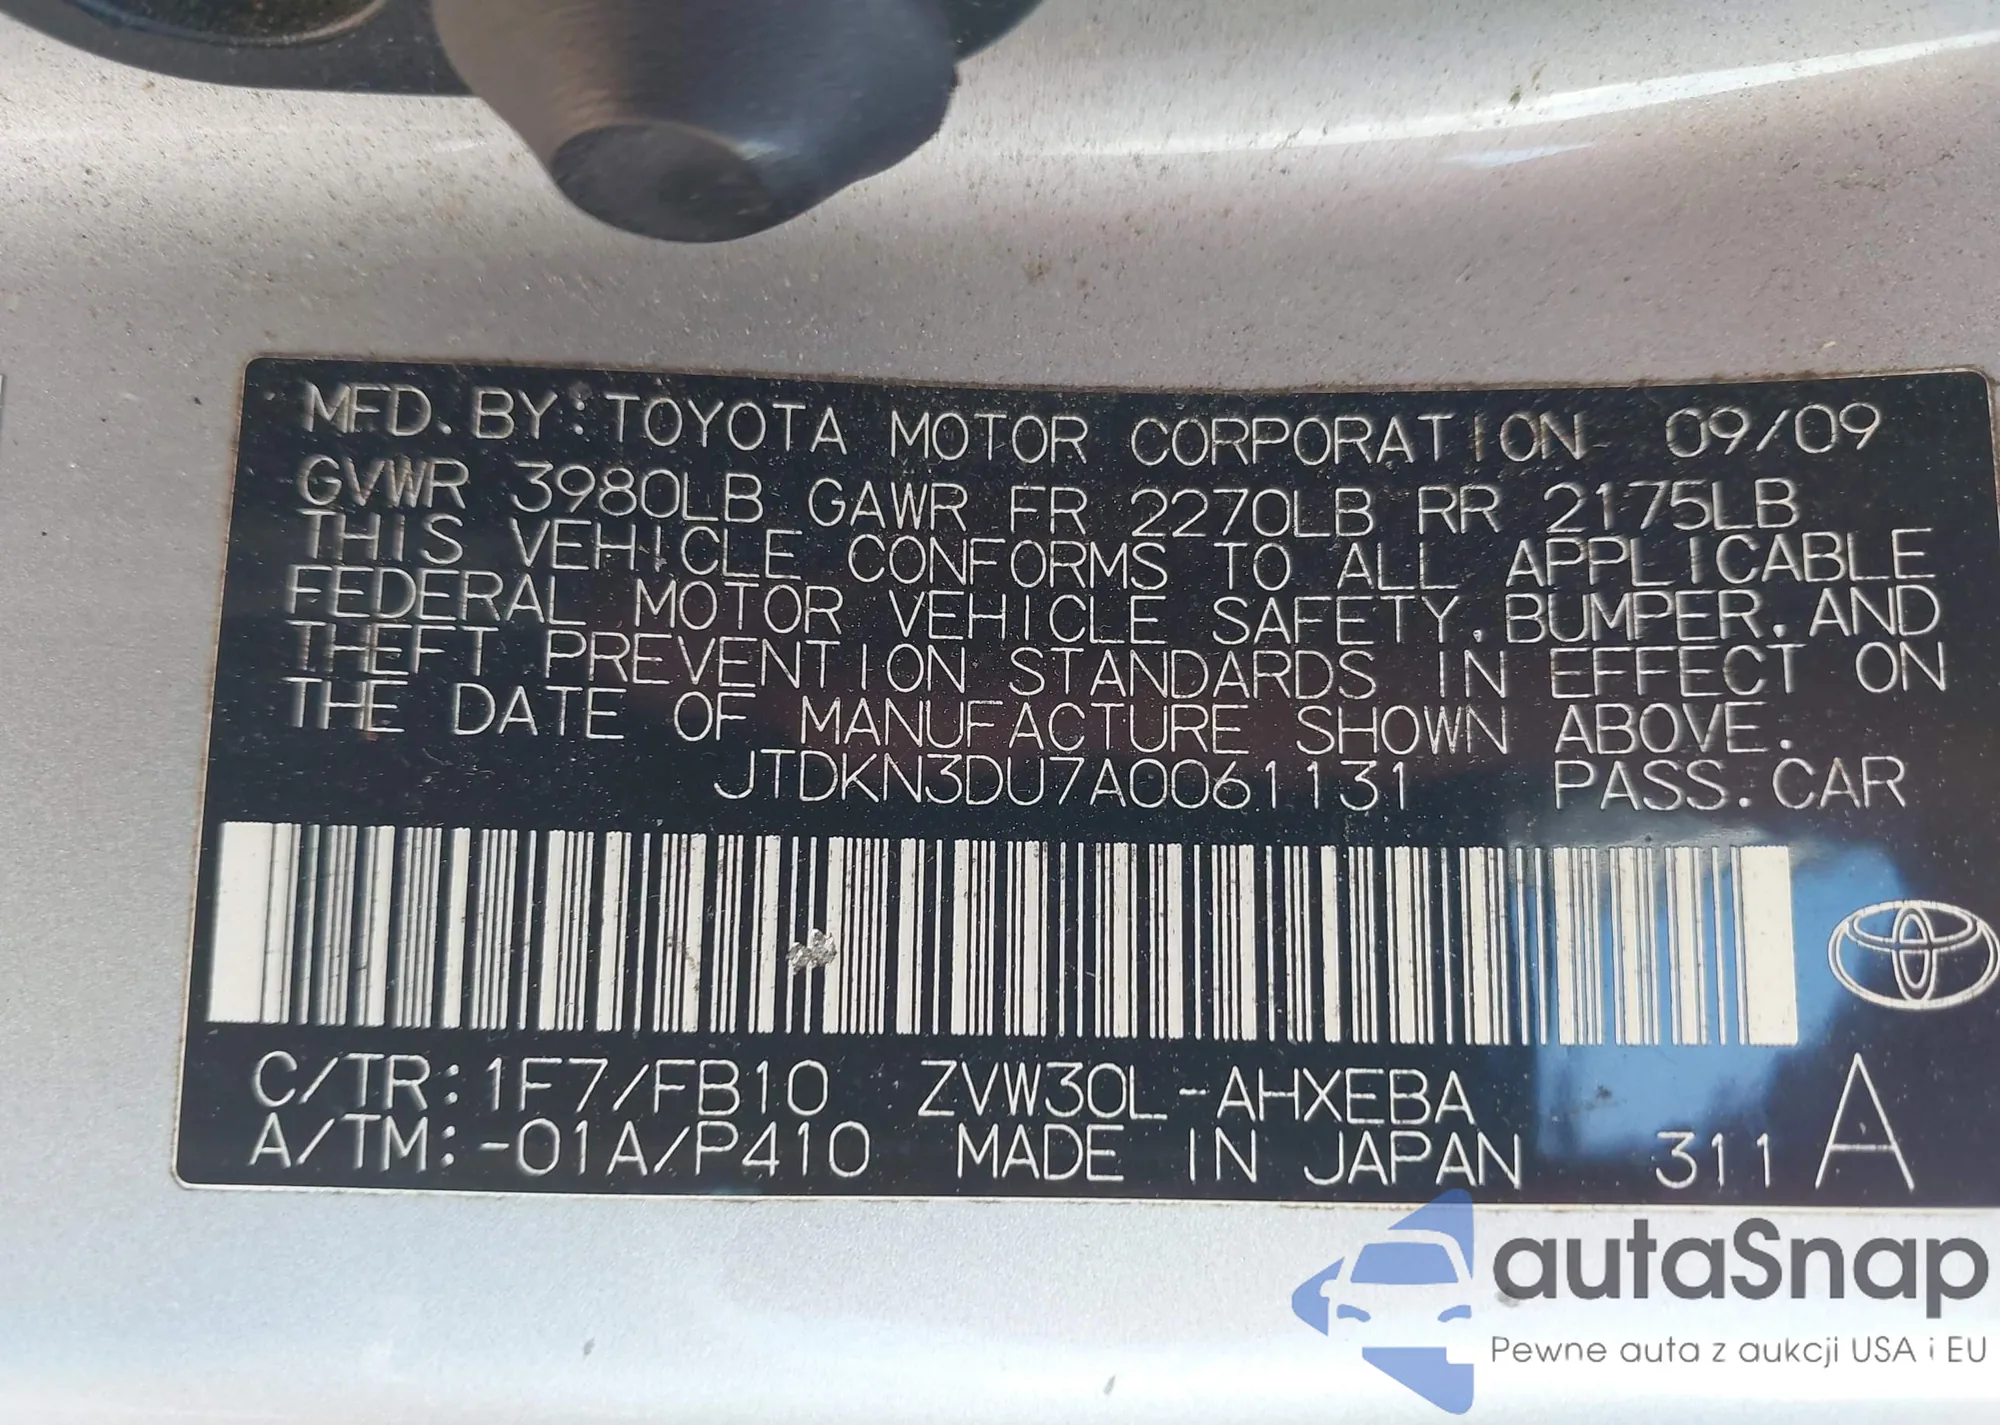 MFD. BY: TOYOTA MOTOR CORPORATION 09/09
GVWR 3980LB GAWR FR 2270LB RR 2175LB
THIS VEHICLE CONFORMS TO ALL APPLICABLE
FEDERAL MOTOR VEHICLE SAFETY, BUMPER, AND
THEFT PREVENTION STANDARDS IN EFFECT ON
THE DATE OF MANUFACTURE SHOWN ABOVE.
JTDKN3DU7A0061131 PASS. CAR
C/TR: 1F7/FB10 ZVW30L-AHXEBA
A/TM: -01A/P410 MADE IN JAPAN 311 A
autaSnap
Pewne auta z aukcji USA i EU